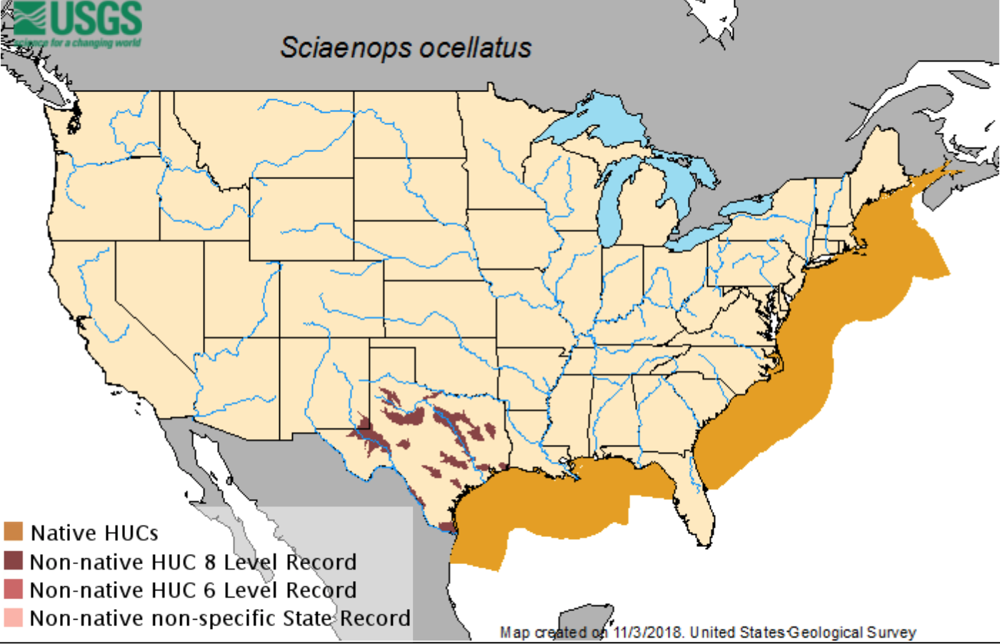 USGS
science for a changing world
Sciaenops ocellatus
Native HUCs
Non-native HUC 8 Level Record
Non-native HUC 6 Level Record
Non-native non-specific State Record
Map created on 11/3/2018. United States Geological Survey